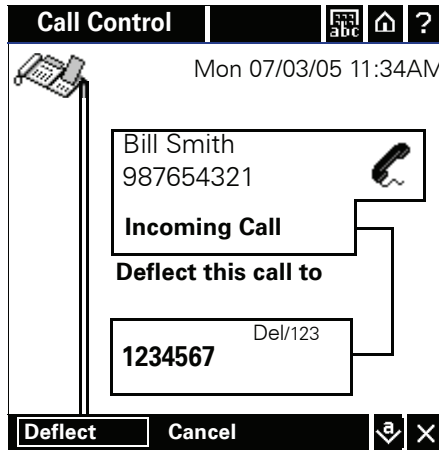 Call Control abc ?
Mon 07/03/05 11:34AM
Bill Smith
987654321
Incoming Call
Deflect this call to
Del/123
1234567
Deflect Cancel a